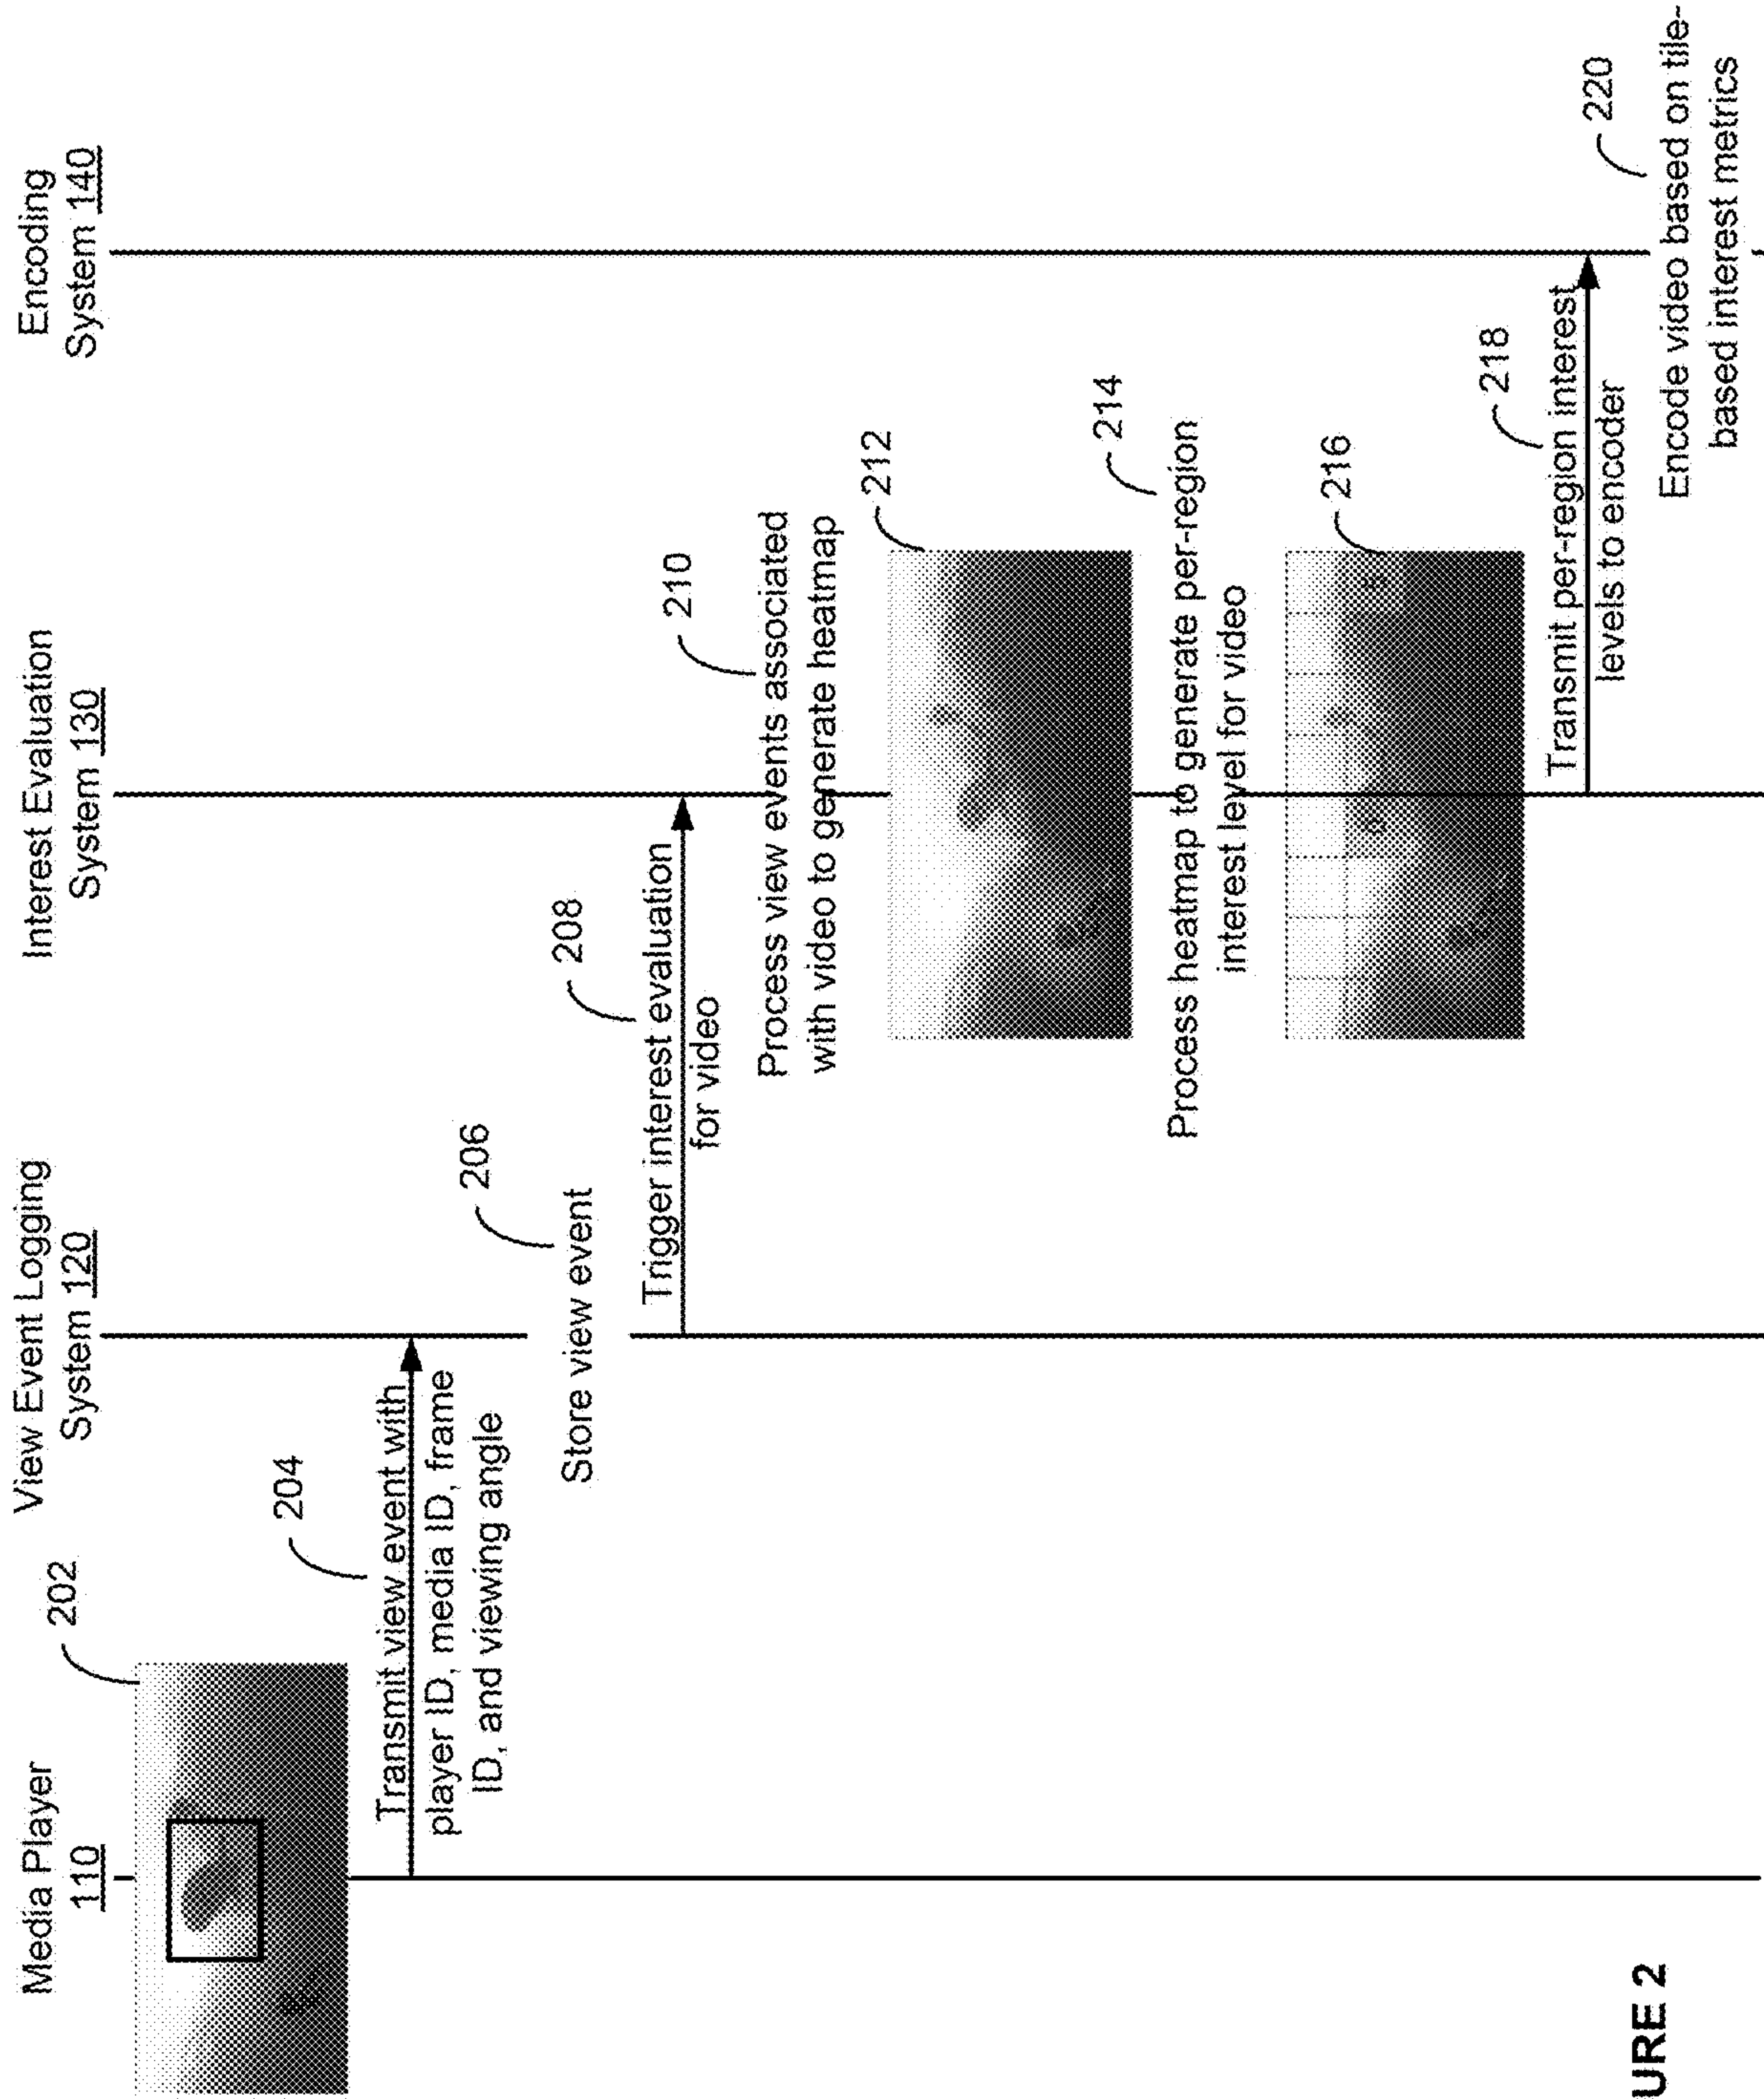 Media Player
110
View Event Logging
System 120
Interest Evaluation
System 130
Encoding
System 140
202
204
Transmit view event with
player ID, media ID, frame
ID, and viewing angle
206
Store view event
208
Trigger interest evaluation
for video
210
Process view events associated
with video to generate heatmap
212
214
Process heatmap to generate per-region
interest level for video
216
218
Transmit per-region interest
levels to encoder
220
Encode video based on tile-
based interest metrics
URE 2